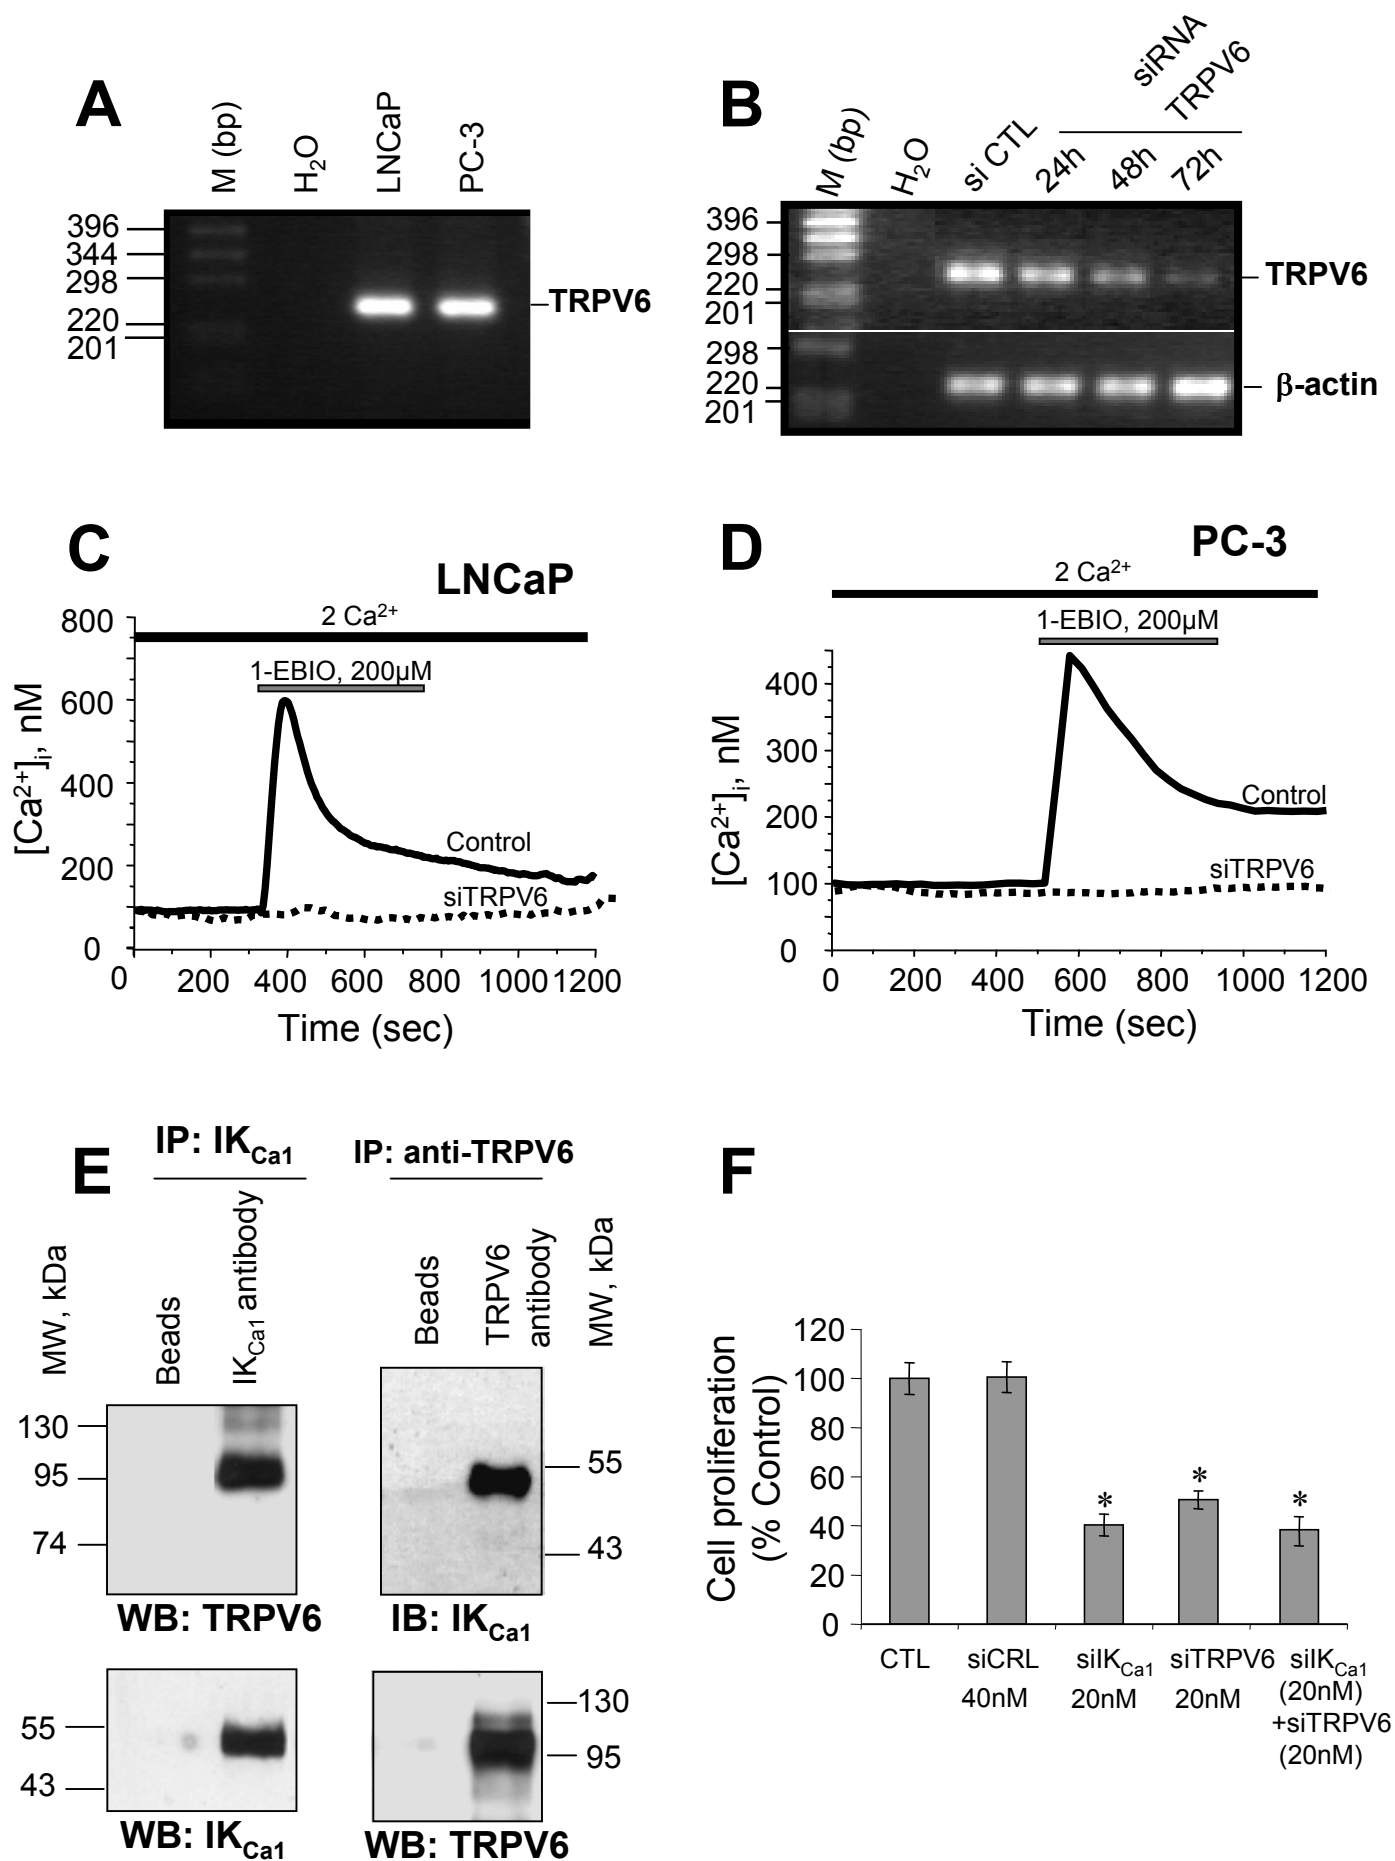 A
M (bp)
H2O
LNCaP
PC-3
396
344
298
220
201
TRPV6
B
M (bp)
H2O
si CTL
siRNA
TRPV6
24h
48h
72h
396
298
220
201
TRPV6
298
220
201
β-actin
C
LNCaP
2 Ca2+
1-EBIO, 200µM
[Ca2+]i, nM
800
600
400
200
0
Control
siTRPV6
0 200 400 600 800 1000 1200
Time (sec)
D
PC-3
2 Ca2+
1-EBIO, 200µM
[Ca2+]i, nM
400
300
200
100
0
Control
siTRPV6
0 200 400 600 800 1000 1200
Time (sec)
E
IP: IKCa1
IP: anti-TRPV6
MW, kDa
Beads
IKCa1 antibody
Beads
TRPV6
antibody
MW, kDa
130
95
74
WB: TRPV6
55
43
IB: IKCa1
55
43
WB: IKCa1
130
95
WB: TRPV6
F
Cell proliferation
(% Control)
120
100
80
60
40
20
0
* * *
CTL
siCRL
40nM
siIKCa1
20nM
siTRPV6
20nM
siIKCa1
(20nM)
+siTRPV6
(20nM)